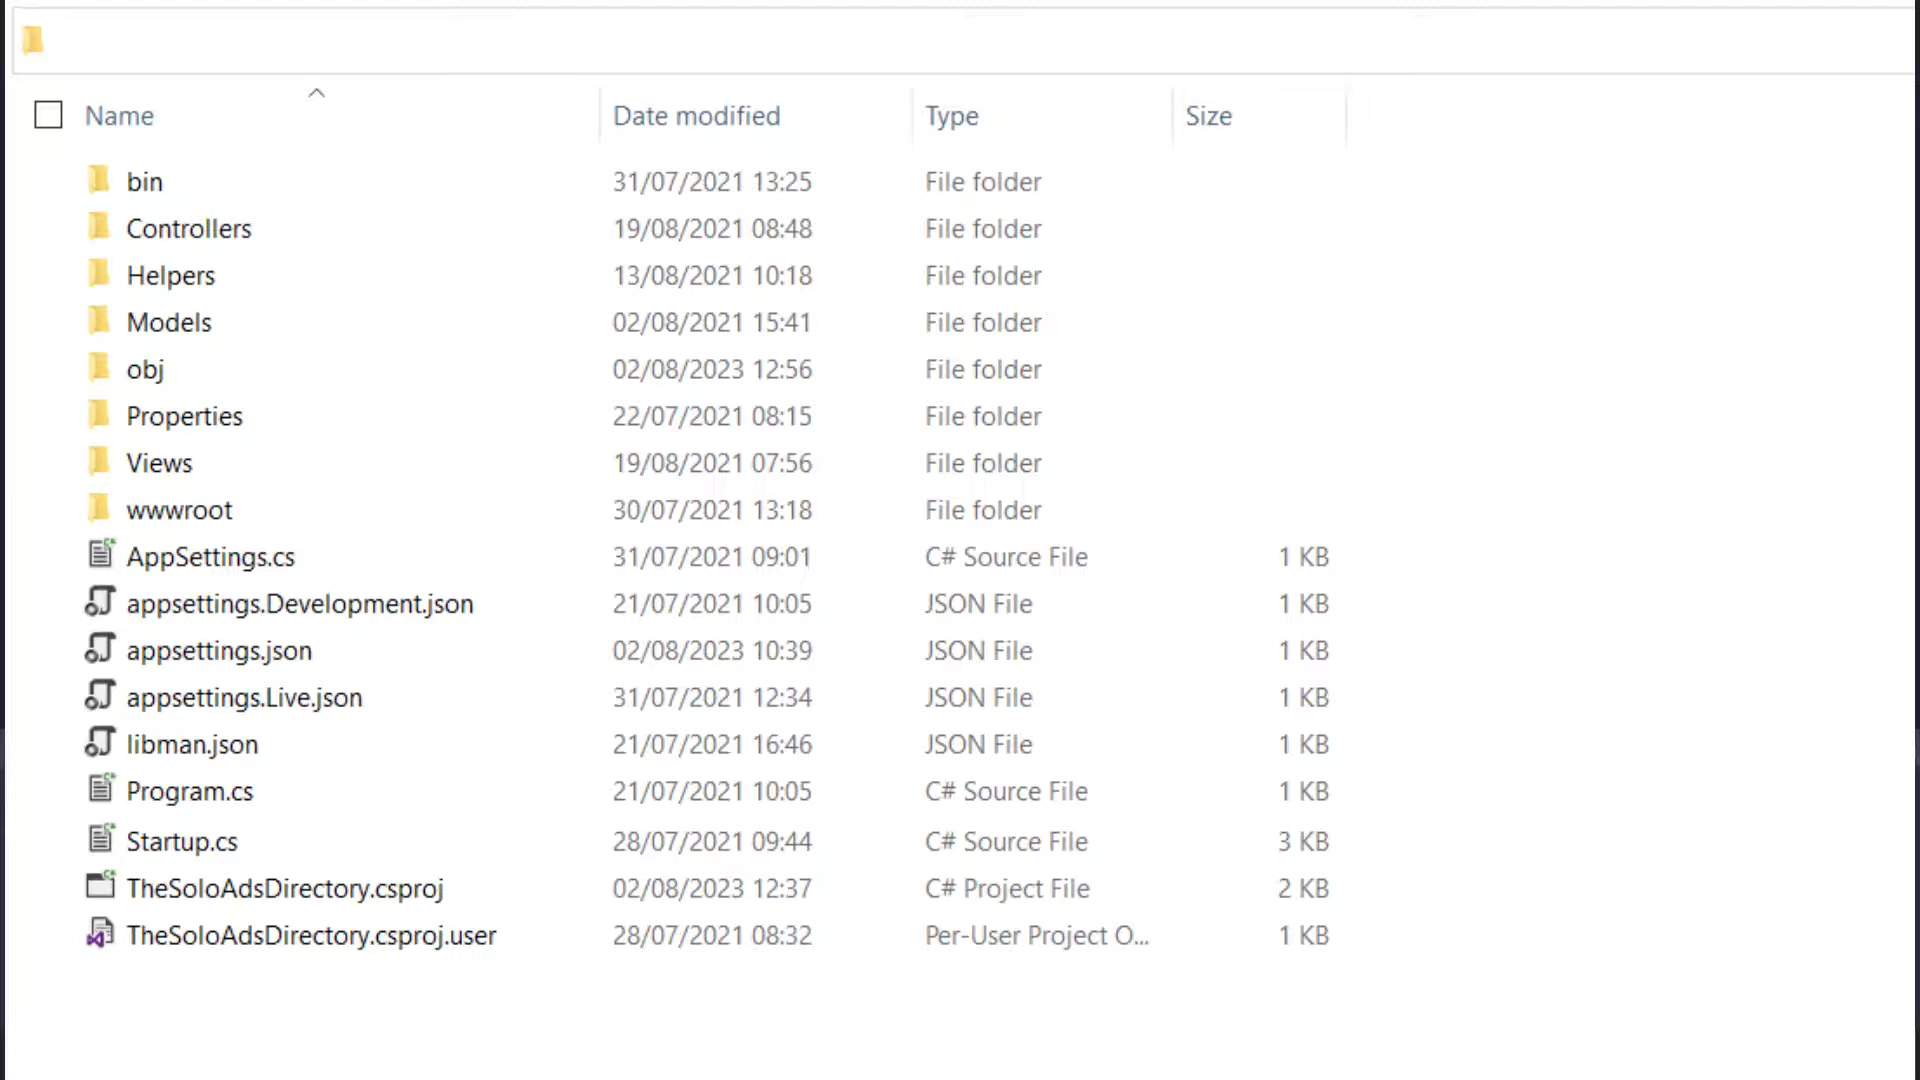 Name Date modified Type Size
bin 31/07/2021 13:25 File folder
Controllers 19/08/2021 08:48 File folder
Helpers 13/08/2021 10:18 File folder
Models 02/08/2021 15:41 File folder
obj 02/08/2023 12:56 File folder
Properties 22/07/2021 08:15 File folder
Views 19/08/2021 07:56 File folder
wwwroot 30/07/2021 13:18 File folder
AppSettings.cs 31/07/2021 09:01 C# Source File 1 KB
appsettings.Development.json 21/07/2021 10:05 JSON File 1 KB
appsettings.json 02/08/2023 10:39 JSON File 1 KB
appsettings.Live.json 31/07/2021 12:34 JSON File 1 KB
libman.json 21/07/2021 16:46 JSON File 1 KB
Program.cs 21/07/2021 10:05 C# Source File 1 KB
Startup.cs 28/07/2021 09:44 C# Source File 3 KB
TheSoloAdsDirectory.csproj 02/08/2023 12:37 C# Project File 2 KB
TheSoloAdsDirectory.csproj.user 28/07/2021 08:32 Per-User Project O... 1 KB